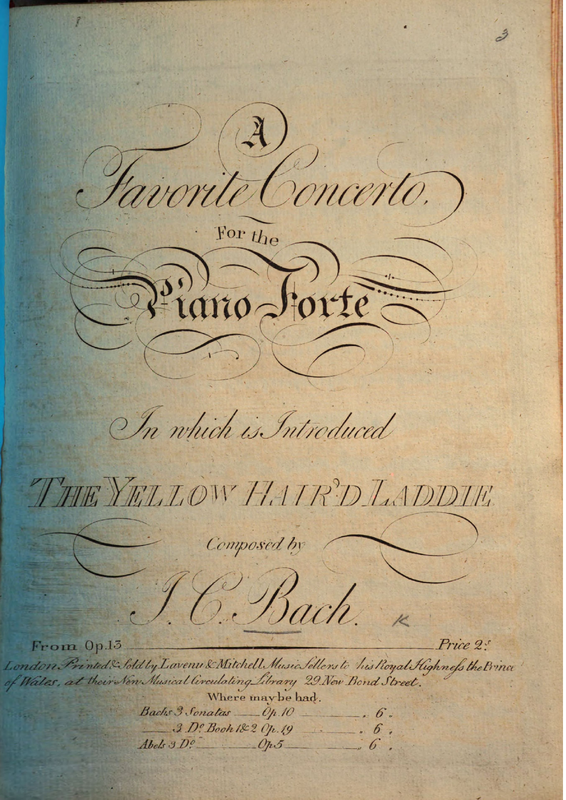 3
A
Favorite Concerto.
For the
Piano Forte
In which is Introduced
THE YELLOW HAIR'D LADDIE
Composed by
J. C. Bach.
K
From Op. 13 Price 2s
London. Printed & Sold by Lavenu & Mitchell Music Sellers to his Royal Highness the Prince
of Wales, at their New Musical Circulating Library 29 New Bond Street.
Where may be had.
Bachs 3 Sonatas Op 10 6.
3 Do. Book 1 & 2 Op. 19 6.
Abels 3 Do Op 5 6.